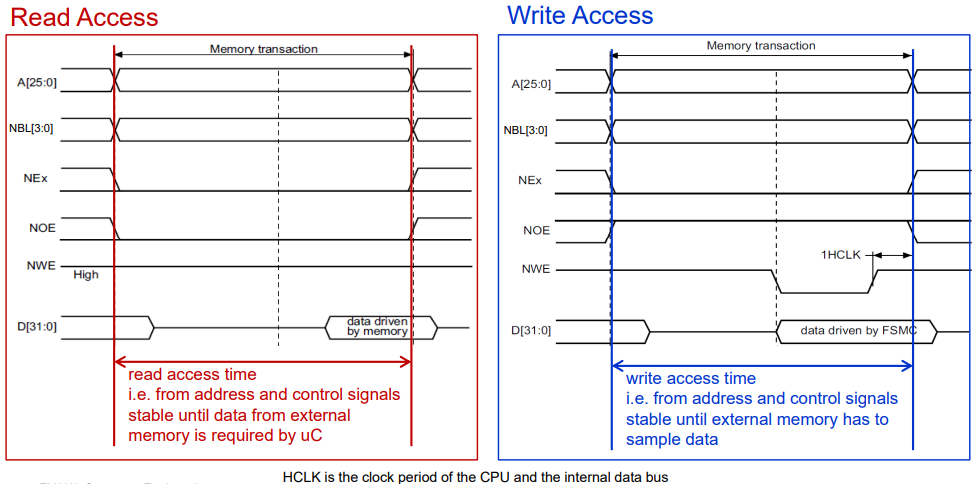 Read Access
Memory transaction
A[25:0]
NBL[3:0]
NEx
NOE
NWE
High
D[31:0]
data driven
by memory
read access time
i.e. from address and control signals
stable until data from external
memory is required by uC
Write Access
Memory transaction
A[25:0]
NBL[3:0]
NEx
NOE
1HCLK
NWE
D[31:0]
data driven by FSMC
write access time
i.e. from address and control signals
stable until external memory has to
sample data
HCLK is the clock period of the CPU and the internal data bus